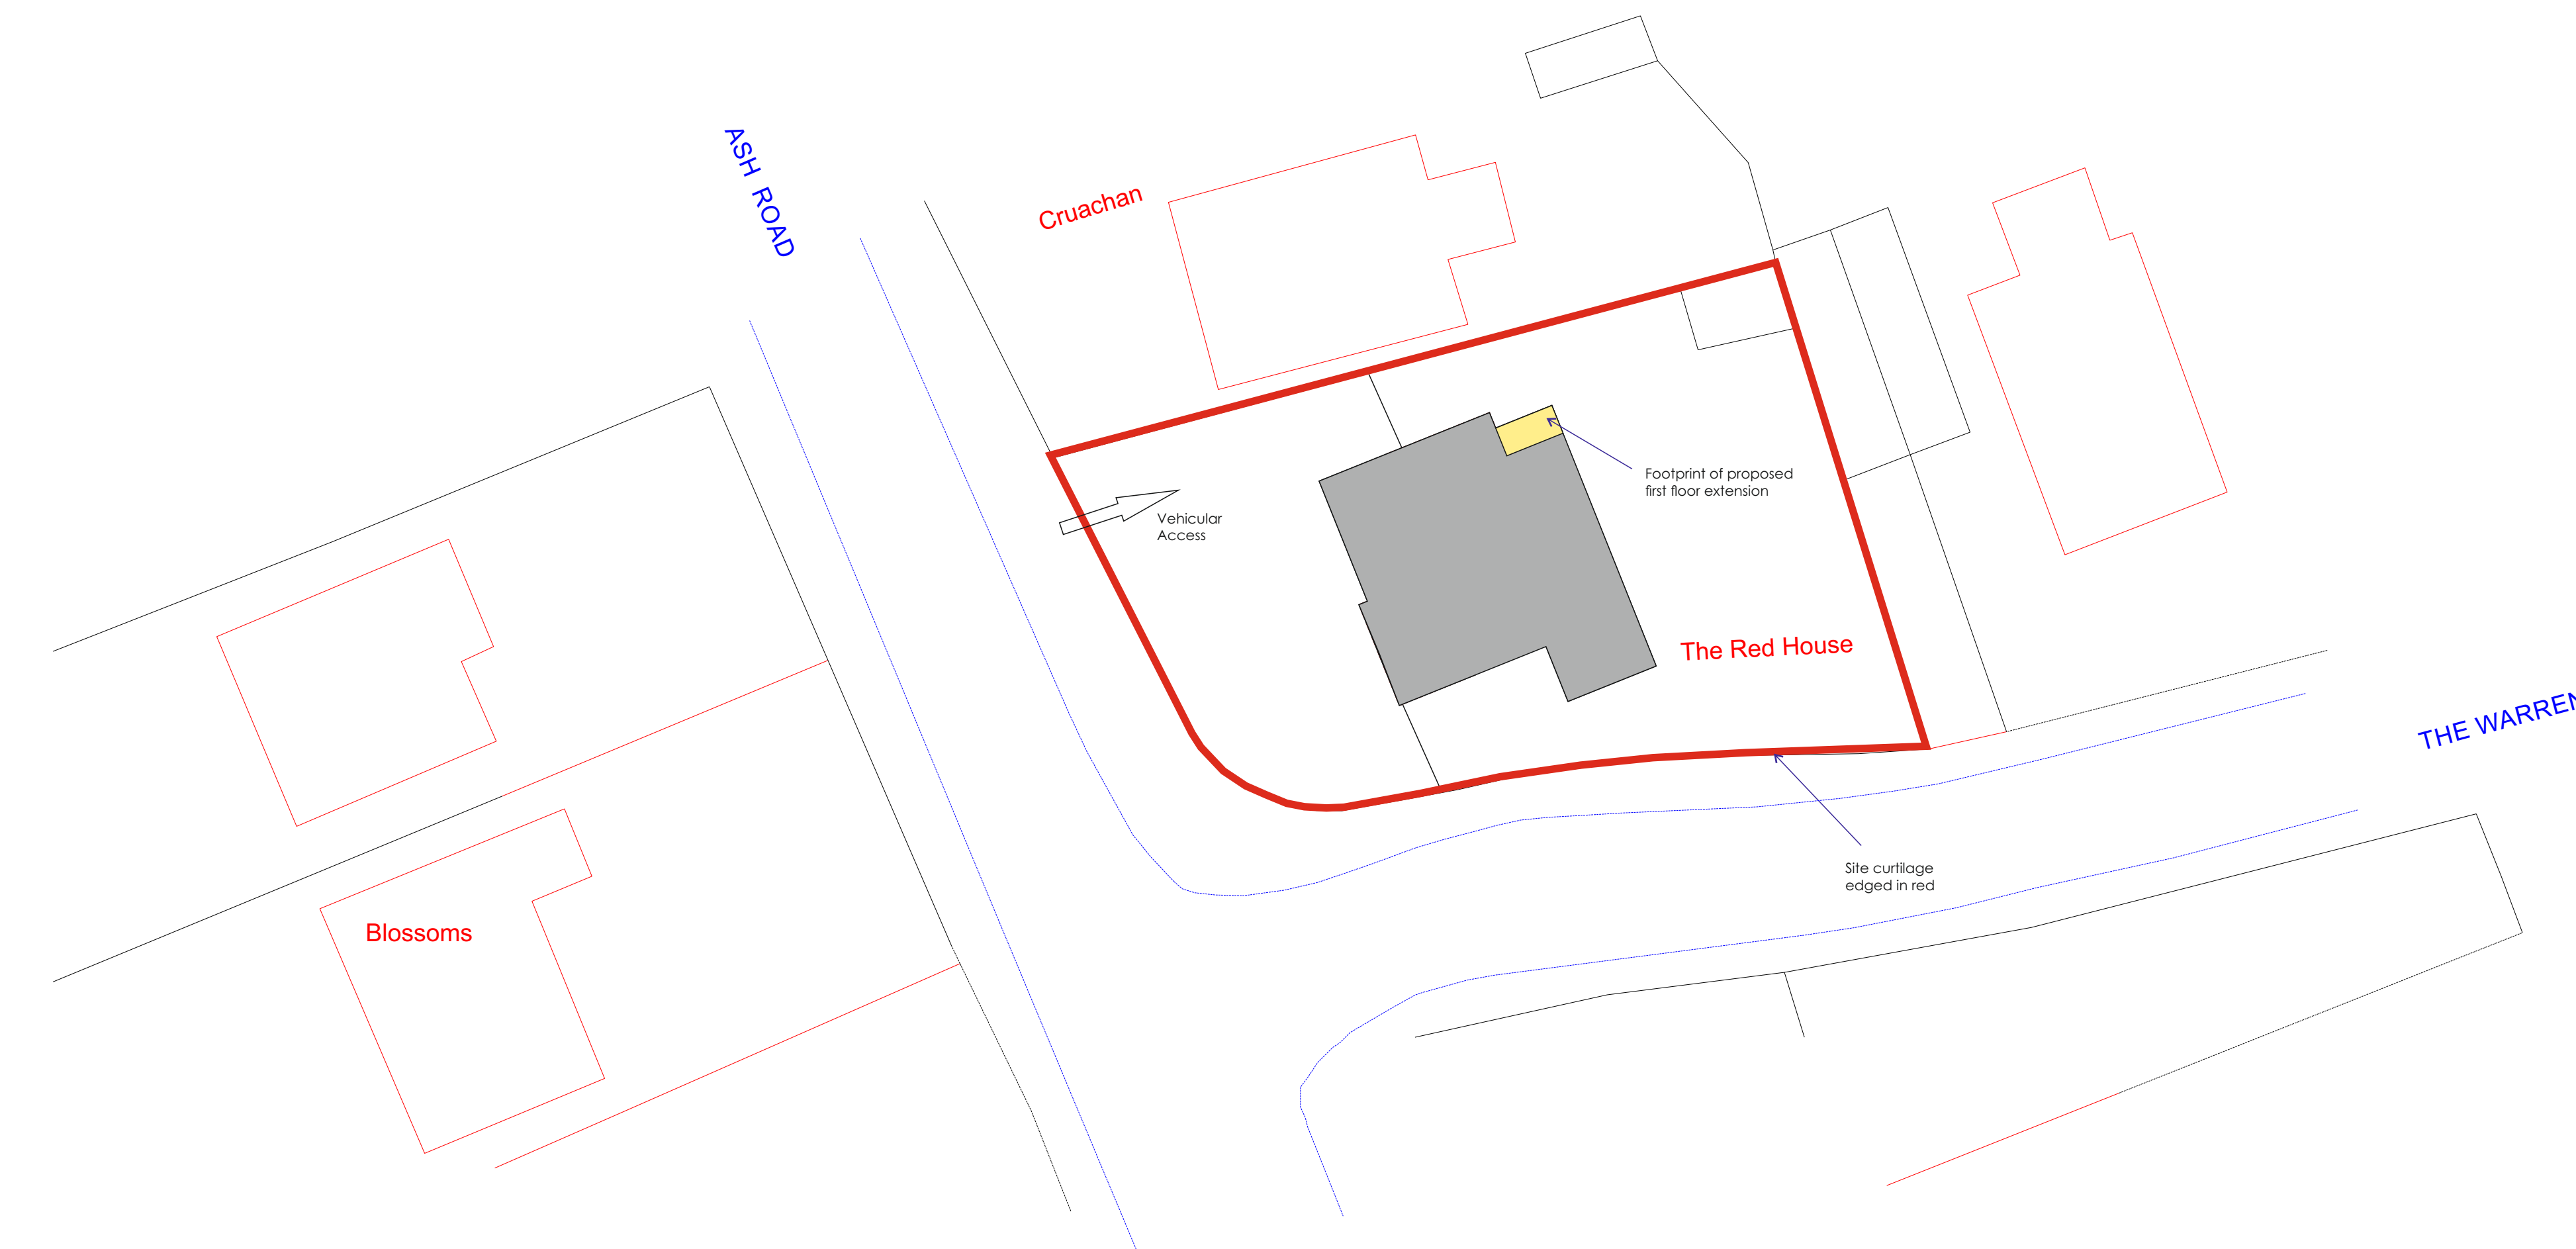 ASH ROAD
Cruachan
Footprint of proposed
first floor extension
Vehicular
Access
The Red House
THE WARREN
Site curtilage
edged in red
Blossoms